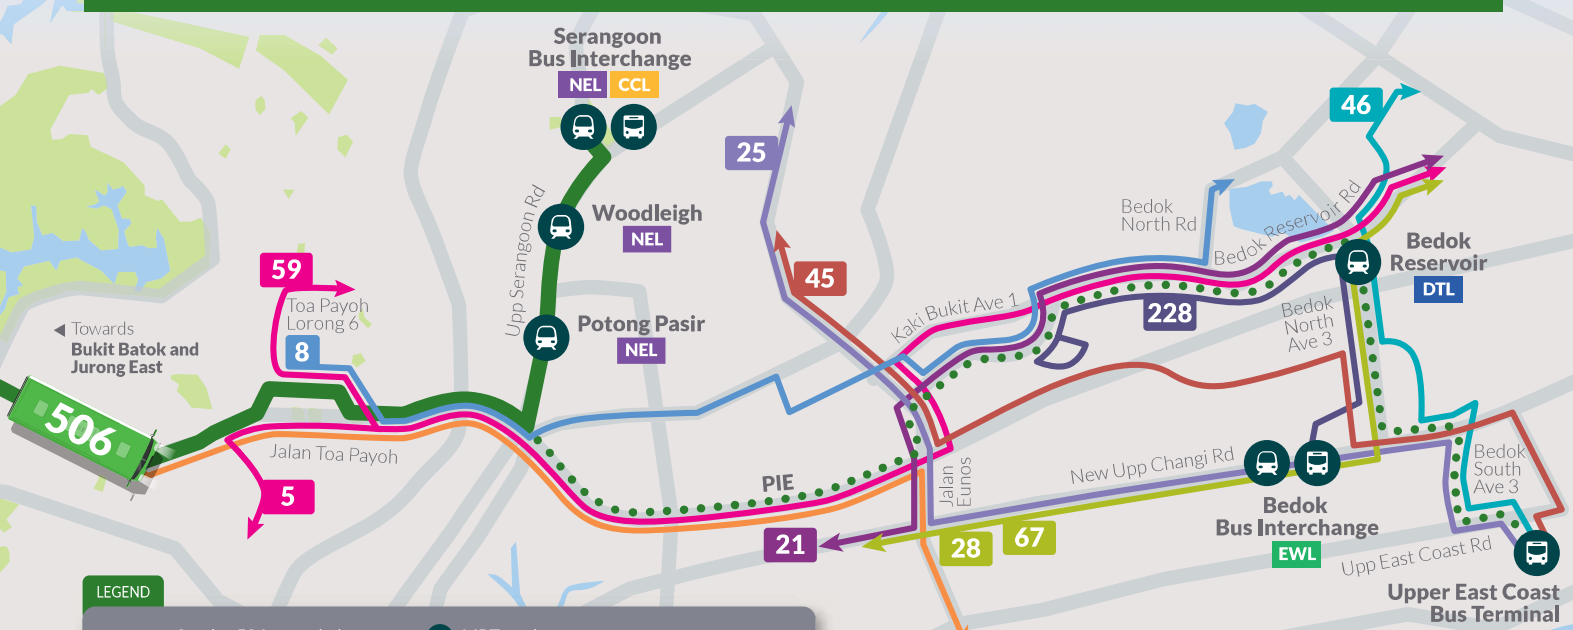 Serangoon
Bus Interchange
NEL CCL
46
25
Woodleigh
NEL
Upp Serangoon Rd
Bedok
North Rd
Bedok Reservoir Rd
Bedok
Reservoir
DTL
59
Toa Payoh
Lorong 6
8
45
Kaki Bukit Ave 1
228
Bedok
North
Ave 3
Potong Pasir
NEL
Towards
Bukit Batok and
Jurong East
506
Jalan Toa Payoh
5
PIE
Jalan
Eunos
New Upp Changi Rd
Bedok
South
Ave 3
Bedok
Bus Interchange
EWL
21
28
67
Upp East Coast Rd
Upper East Coast
Bus Terminal
LEGEND